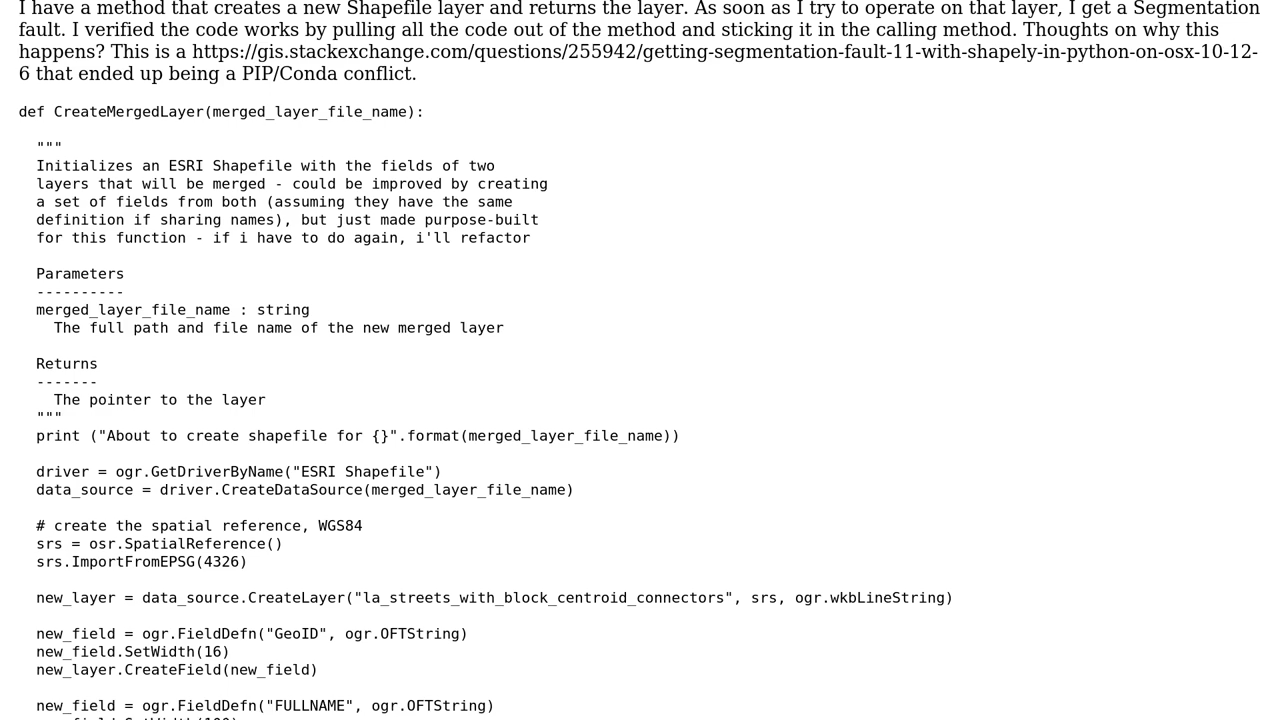 I have a method that creates a new Shapefile layer and returns the layer. As soon as I try to operate on that layer, I get a Segmentation
fault. I verified the code works by pulling all the code out of the method and sticking it in the calling method. Thoughts on why this
happens? This is a https://gis.stackexchange.com/questions/255942/getting-segmentation-fault-11-with-shapely-in-python-on-osx-10-12-
6 that ended up being a PIP/Conda conflict.
def CreateMergedLayer(merged_layer_file_name):
"""
Initializes an ESRI Shapefile with the fields of two
layers that will be merged - could be improved by creating
a set of fields from both (assuming they have the same
definition if sharing names), but just made purpose-built
for this function - if i have to do again, i'll refactor
Parameters
----------
merged_layer_file_name : string
The full path and file name of the new merged layer
Returns
-------
The pointer to the layer
"""
print ("About to create shapefile for {}".format(merged_layer_file_name))
driver = ogr.GetDriverByName("ESRI Shapefile")
data_source = driver.CreateDataSource(merged_layer_file_name)
# create the spatial reference, WGS84
srs = osr.SpatialReference()
srs.ImportFromEPSG(4326)
new_layer = data_source.CreateLayer("la_streets_with_block_centroid_connectors", srs, ogr.wkbLineString)
new_field = ogr.FieldDefn("GeoID", ogr.OFTString)
new_field.SetWidth(16)
new_layer.CreateField(new_field)
new_field = ogr.FieldDefn("FULLNAME", ogr.OFTString)